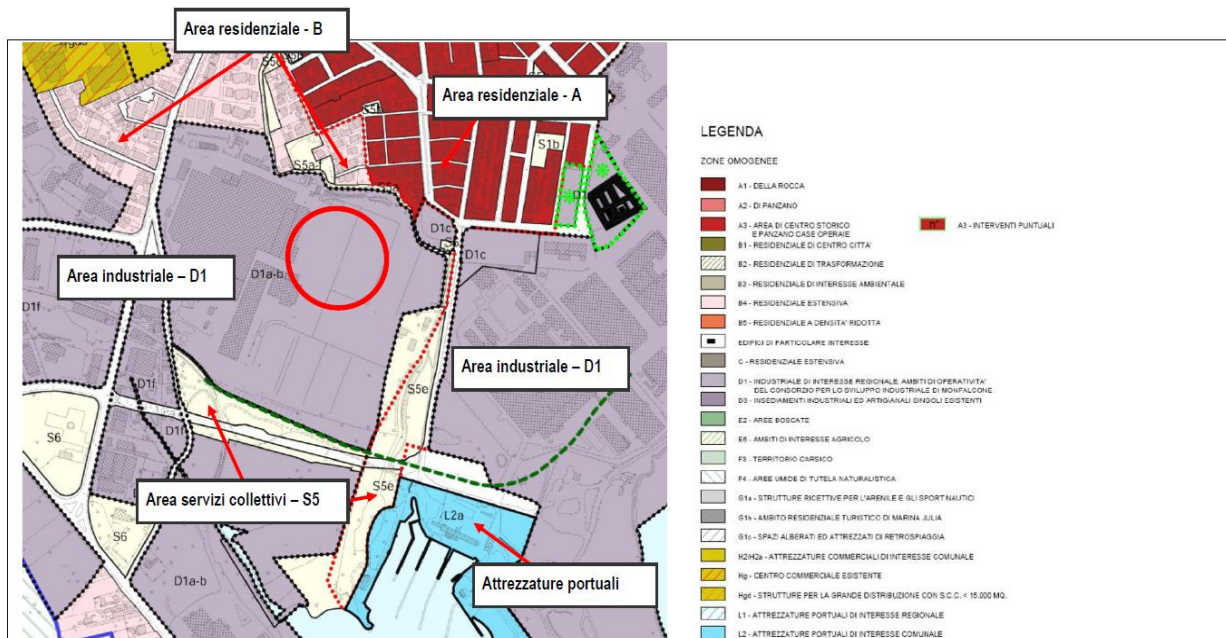 Area residenziale - B
Area residenziale - A
S5h
S1b
S5a-f
D1c
S5
D1c
Area industriale – D1
D1a-b
D1f
Area industriale – D1
S5e
D1f
D1f
S6
Area servizi collettivi – S5
S5e
L2a
S6
D1a-b
Attrezzature portuali
LEGENDA
ZONE OMOGENEE
A1 - DELLA ROCCA
A2 - DI PANZANO
A3 - AREA DI CENTRO STORICO
E PANZANO CASE OPERAIE
n°
A3 - INTERVENTI PUNTUALI
B1 - RESIDENZIALE DI CENTRO CITTA'
B2 - RESIDENZIALE DI TRASFORMAZIONE
B3 - RESIDENZIALE DI INTERESSE AMBIENTALE
B4 - RESIDENZIALE ESTENSIVA
B5 - RESIDENZIALE A DENSITA' RIDOTTA
EDIFICI DI PARTICOLARE INTERESSE
C - RESIDENZIALE ESTENSIVA
D1 - INDUSTRIALE DI INTERESSE REGIONALE, AMBITI DI OPERATIVITA'
DEL CONSORZIO PER LO SVILUPPO INDUSTRIALE DI MONFALCONE
D3 - INSEDIAMENTI INDUSTRIALI ED ARTIGIANALI SINGOLI ESISTENTI
E2 - AREE BOSCATE
E6 - AMBITI DI INTERESSE AGRICOLO
F3 - TERRITORIO CARSICO
F4 - AREE UMIDE DI TUTELA NATURALISTICA
G1a - STRUTTURE RICETTIVE PER L'ARENILE E GLI SPORT NAUTICI
G1b - AMBITO RESIDENZIALE TURISTICO DI MARINA JULIA
G1c - SPAZI ALBERATI ED ATTREZZATI DI RETROSPIAGGIA
H2/H2a - ATTREZZATURE COMMERCIALI DI INTERESSE COMUNALE
Hg - CENTRO COMMERCIALE ESISTENTE
Hgd - STRUTTURE PER LA GRANDE DISTRIBUZIONE CON S.C.C. < 15.000 MQ.
L1 - ATTREZZATURE PORTUALI DI INTERESSE REGIONALE
L2 - ATTREZZATURE PORTUALI DI INTERESSE COMUNALE